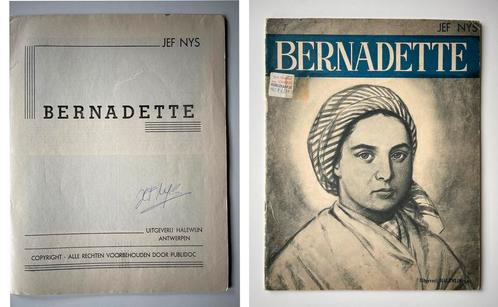 JEF NYS
BERNADETTE
UITGEVERIJ HALEWIJN
ANTWERPEN
COPYRIGHT - ALLE RECHTEN VOORBEHOUDEN DOOR PUBLIDOC
JEF NYS
BERNADETTE